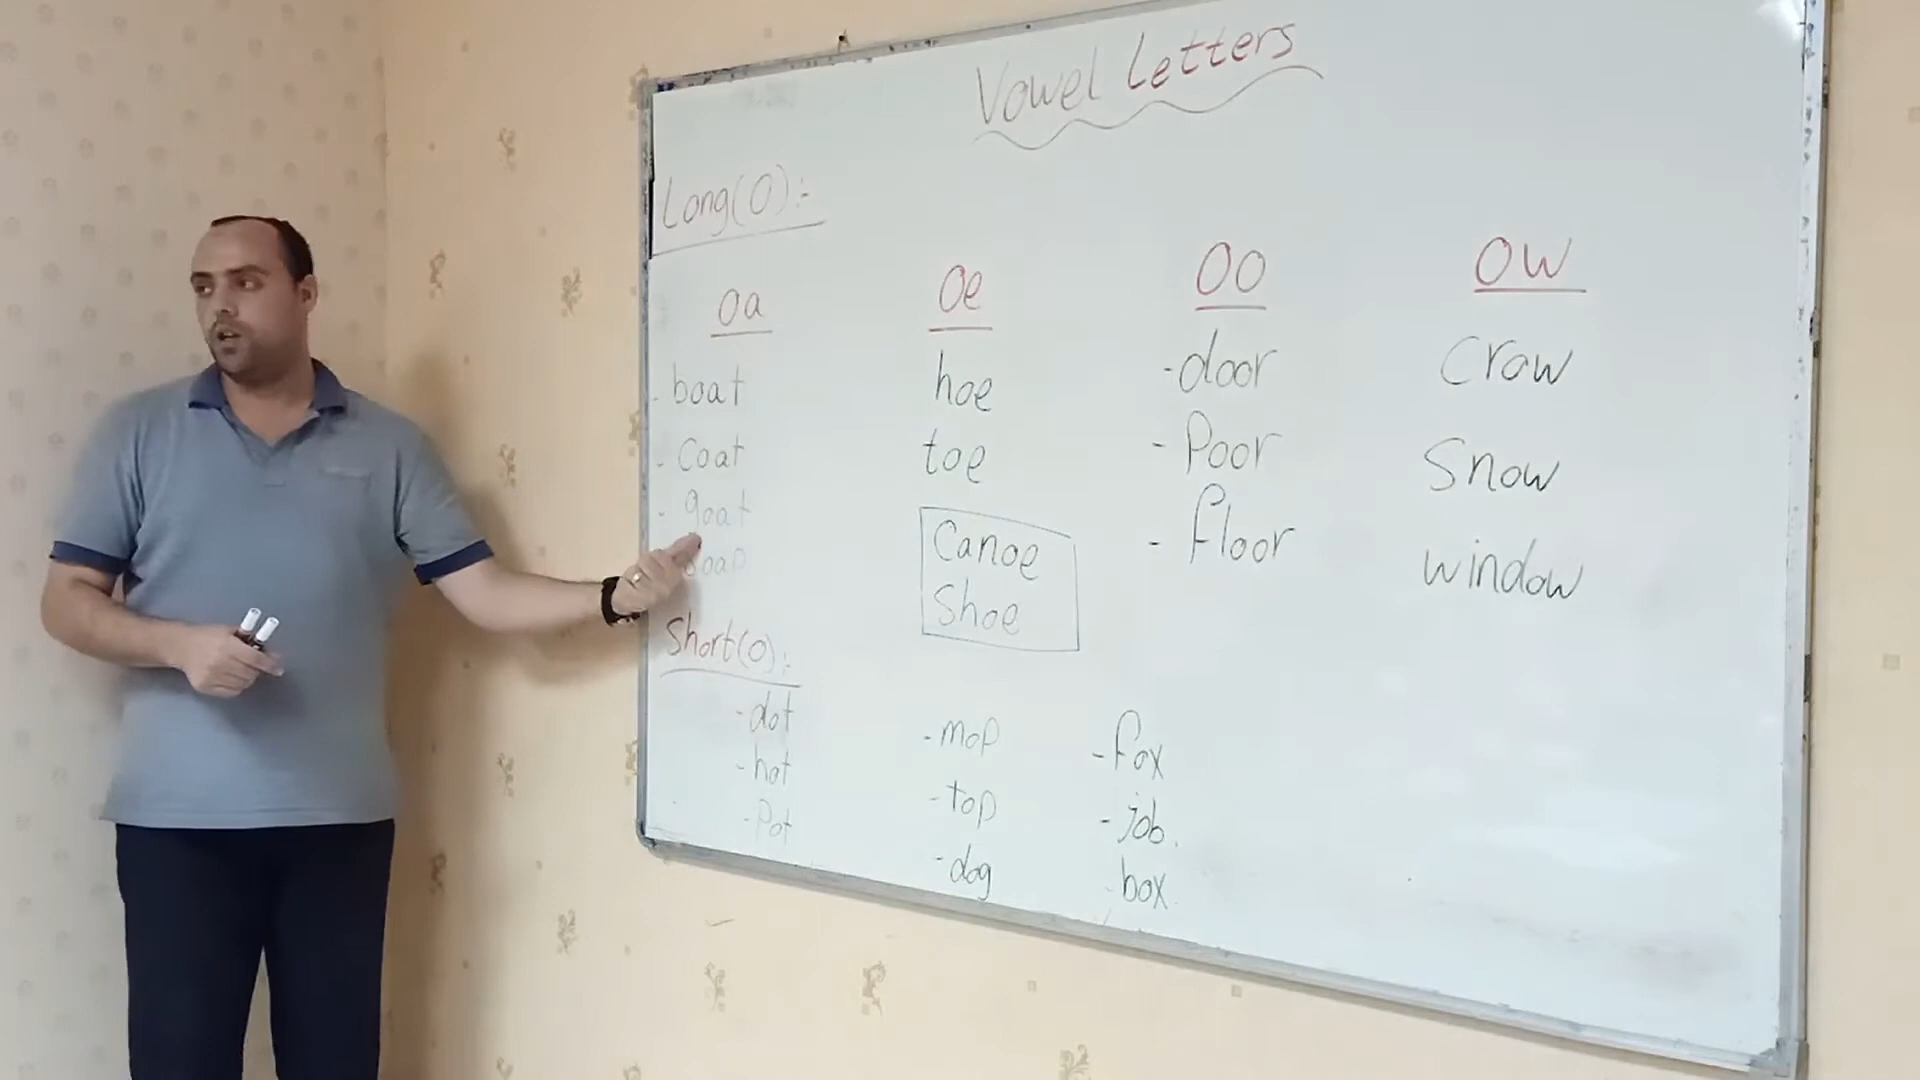 Vowel Letters
Long(O):-
oa
- boat
- Coat
- goat
soap
Oe
hoe
toe
Canoe
Shoe
OO
- door
- Poor
- floor
OW
Crow
Snow
window
Short(O):-
- dot
- hot
- Pot
- mop
- top
- dog
- fox
- job.
- box